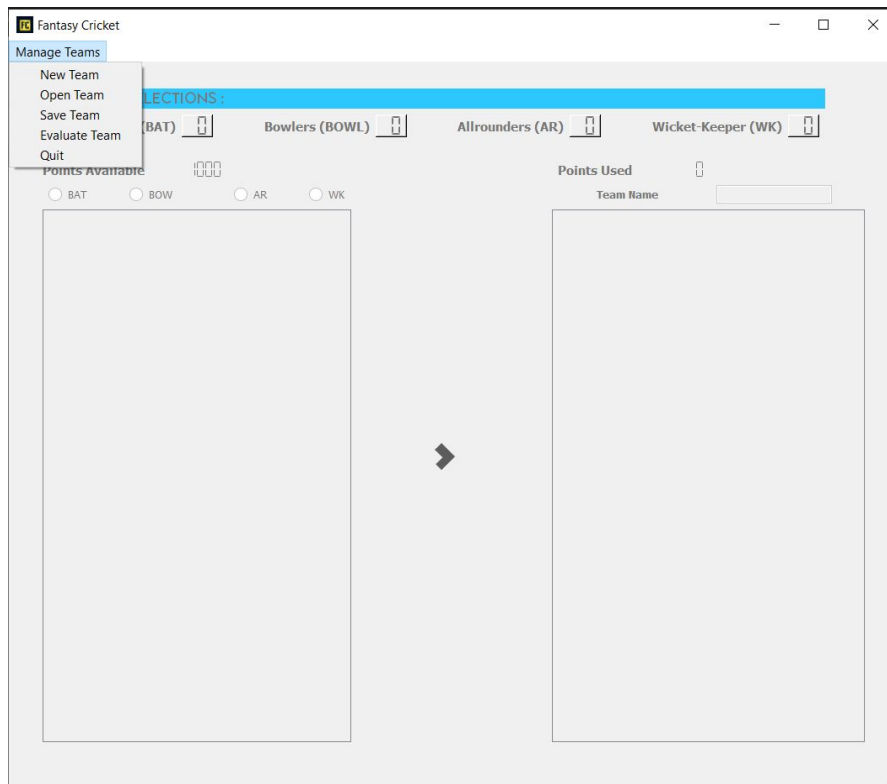 FC Fantasy Cricket
Manage Teams
New Team
Open Team
Save Team
Evaluate Team
Quit
LECTIONS :
(BAT) 0 Bowlers (BOWL) 0 Allrounders (AR) 0 Wicket-Keeper (WK) 0
Points Available 1000 Points Used 0
BAT BOW AR WK Team Name